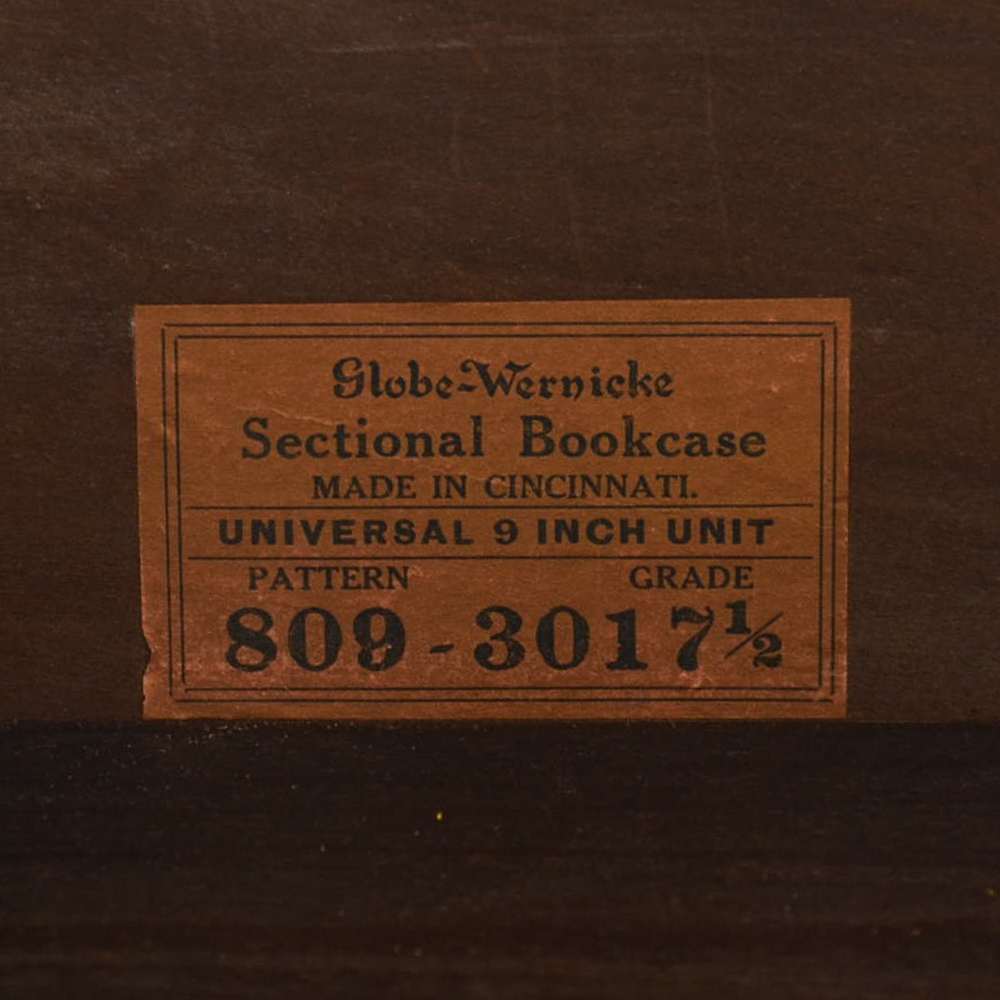 Globe-Wernicke
Sectional Bookcase
MADE IN CINCINNATI.
UNIVERSAL 9 INCH UNIT
PATTERN GRADE
809 - 3017½